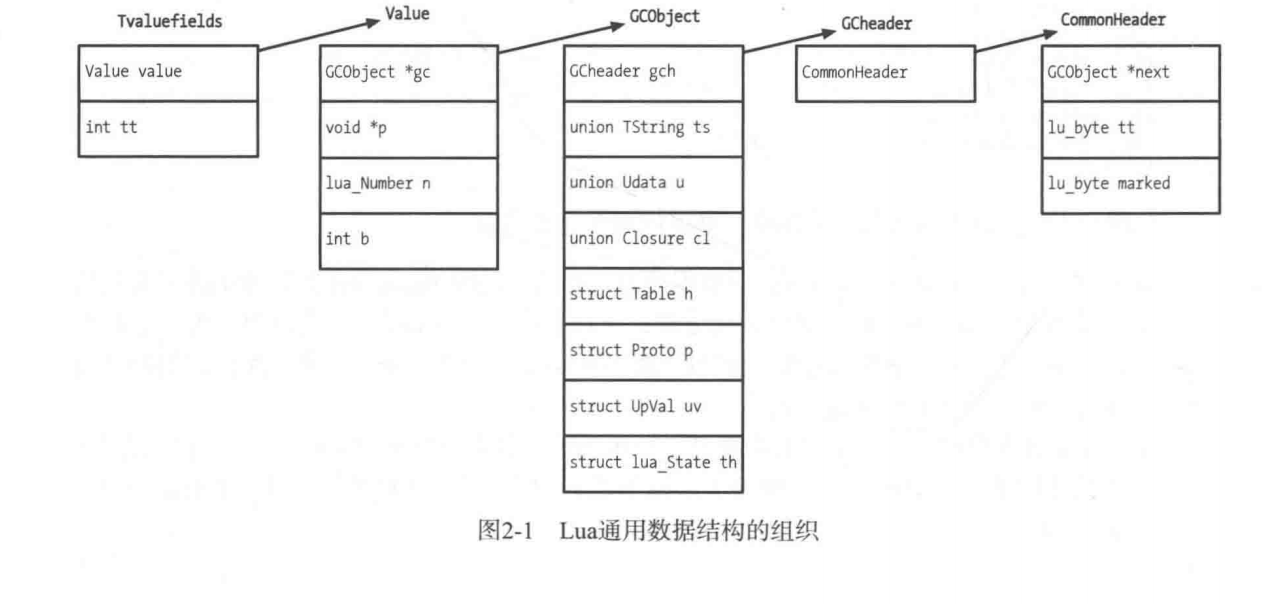 Tvaluefields
Value value
int tt
Value
GCObject *gc
void *p
lua_Number n
int b
GCObject
GCheader gch
union TString ts
union Udata u
union Closure cl
struct Table h
struct Proto p
struct UpVal uv
struct lua_State th
GCheader
CommonHeader
CommonHeader
GCObject *next
lu_byte tt
lu_byte marked
图2-1 Lua通用数据结构的组织